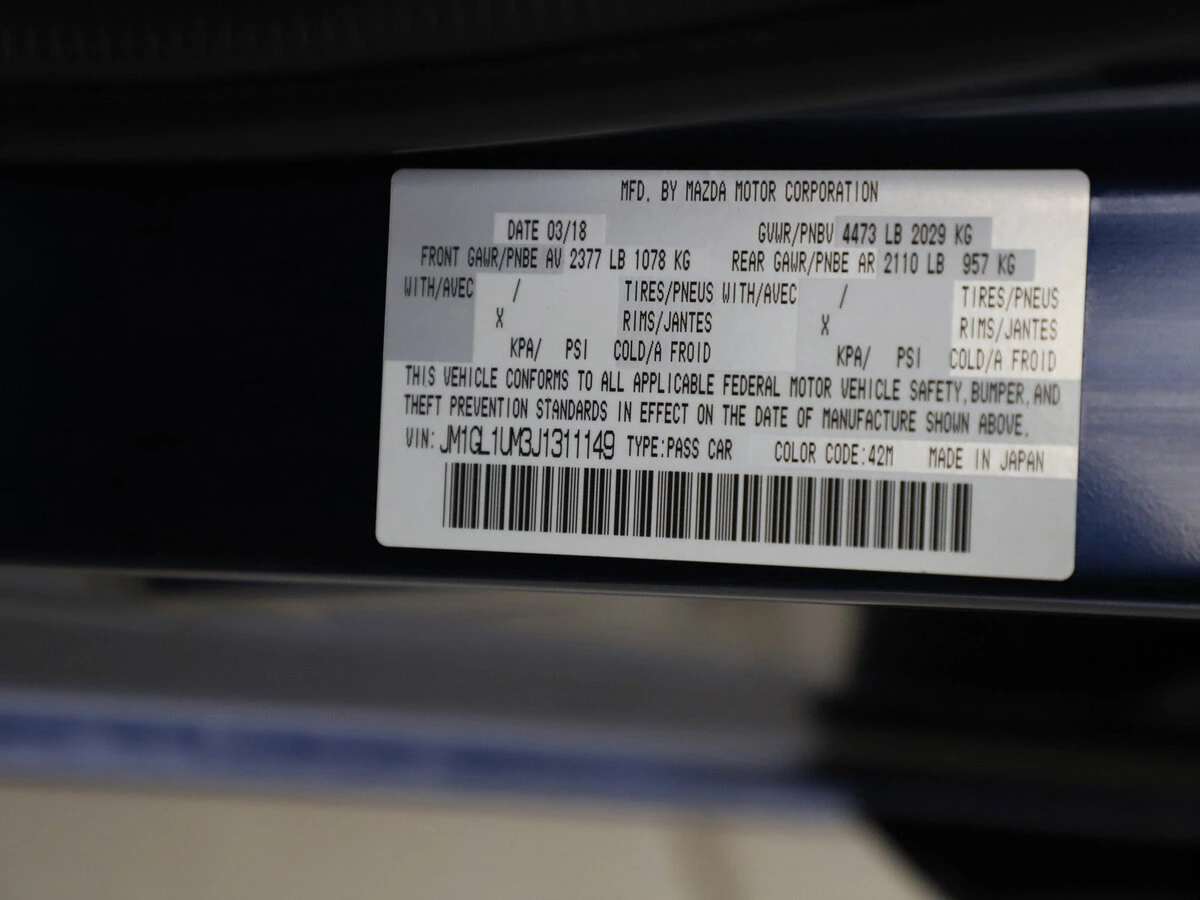 MFD. BY MAZDA MOTOR CORPORATION
DATE 03/18 GVWR/PNBV 4473 LB 2029 KG
FRONT GAWR/PNBE AV 2377 LB 1078 KG REAR GAWR/PNBE AR 2110 LB 957 KG
WITH/AVEC / TIRES/PNEUS WITH/AVEC / TIRES/PNEUS
X RIMS/JANTES X RIMS/JANTES
KPA/ PSI COLD/A FROID KPA/ PSI COLD/A FROID
THIS VEHICLE CONFORMS TO ALL APPLICABLE FEDERAL MOTOR VEHICLE SAFETY,BUMPER,AND
THEFT PREVENTION STANDARDS IN EFFECT ON THE DATE OF MANUFACTURE SHOWN ABOVE.
VIN: JM1GL1UM3J1311149 TYPE:PASS CAR COLOR CODE:42M MADE IN JAPAN